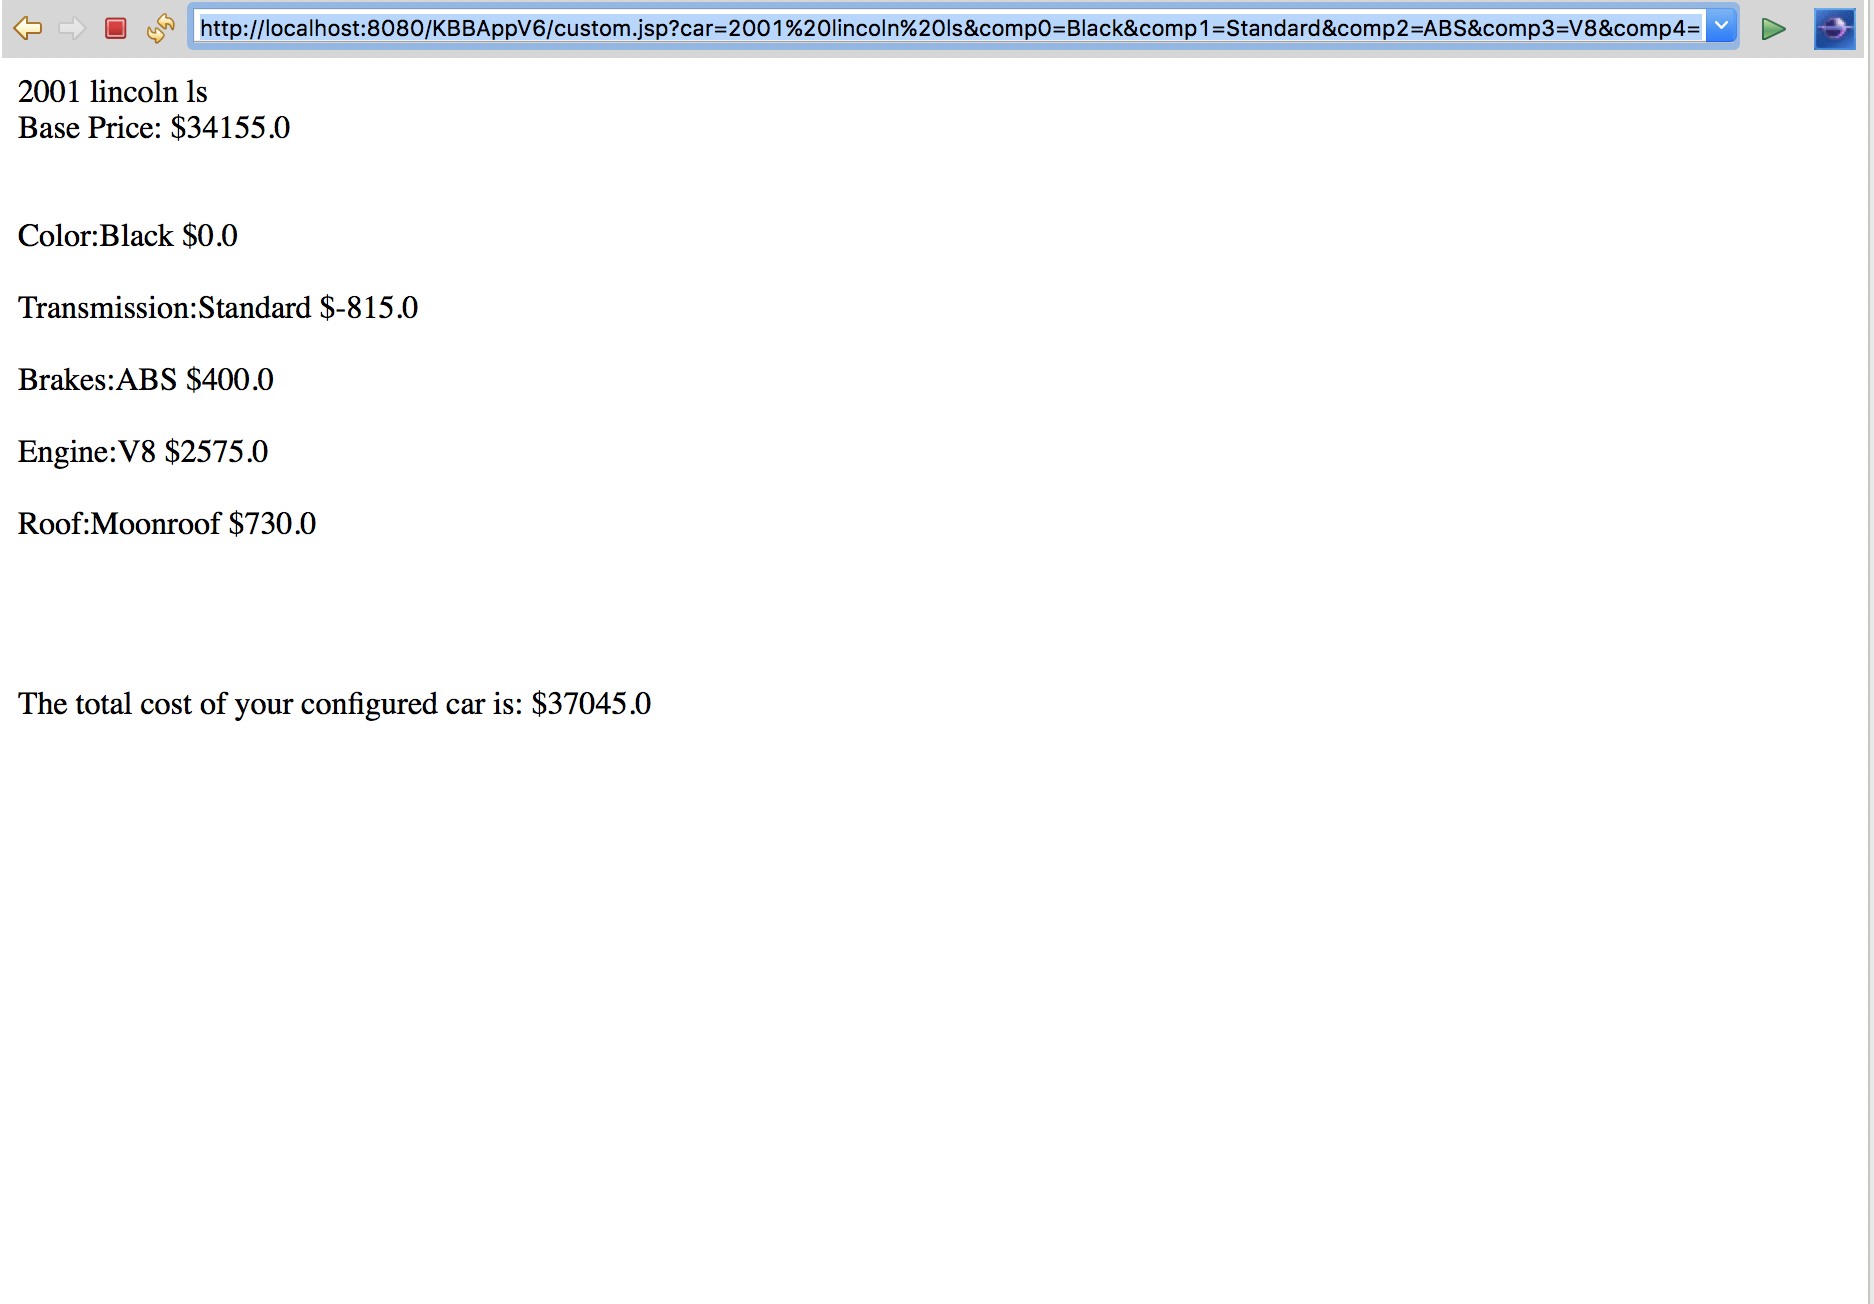 http://localhost:8080/KBBAppV6/custom.jsp?car=2001%20lincoln%20ls&comp0=Black&comp1=Standard&comp2=ABS&comp3=V8&comp4=
2001 lincoln ls
Base Price: $34155.0
Color:Black $0.0
Transmission:Standard $-815.0
Brakes:ABS $400.0
Engine:V8 $2575.0
Roof:Moonroof $730.0
The total cost of your configured car is: $37045.0